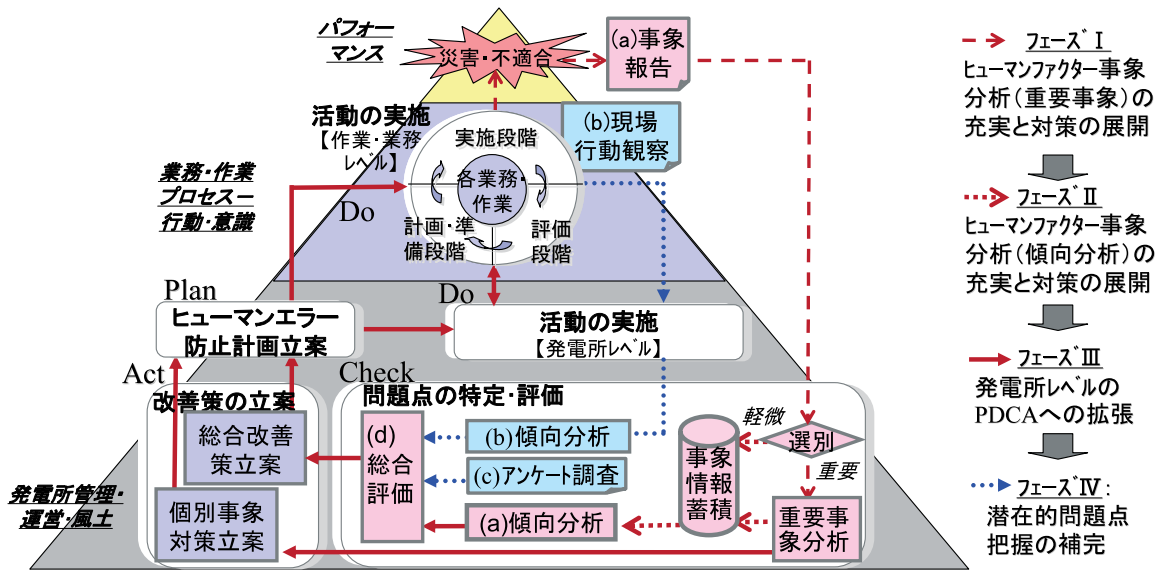 パフォー
マンス
災害・不適合
(a)事象
報告
活動の実施
【作業・業務
レベル】
実施段階
(b)現場
行動観察
業務・作業
プロセスー
行動・意識
各業務・
作業
Do
計画・準
備段階
評価
段階
Plan
ヒューマンエラー
防止計画立案
Do
活動の実施
【発電所レベル】
Act
改善策の立案
Check
問題点の特定・評価
総合改善
策立案
(d)
総合
評価
(b)傾向分析
(c)アンケート調査
(a)傾向分析
軽微
選別
重要
事象
情報
蓄積
重要事
象分析
発電所管理・
運営・風土
個別事象
対策立案
フェーズⅠ
ヒューマンファクター事象
分析(重要事象)の
充実と対策の展開
フェーズⅡ
ヒューマンファクター事象
分析(傾向分析)の
充実と対策の展開
フェーズⅢ
発電所レベルの
PDCAへの拡張
フェーズⅣ:
潜在的問題点
把握の補完